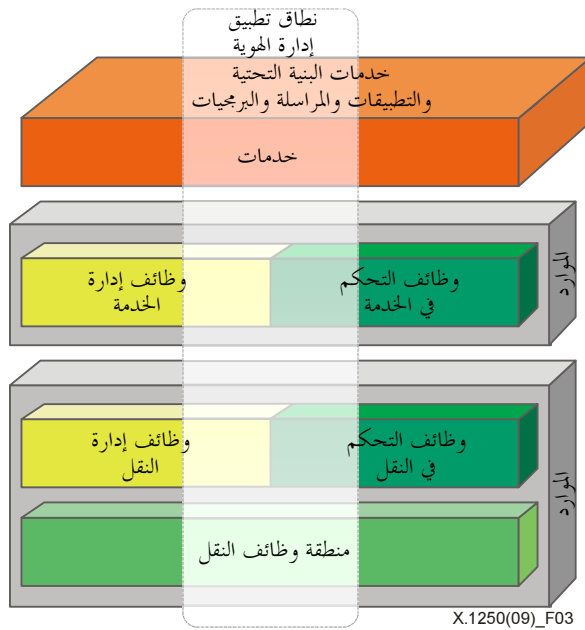 نطاق تطبيق
إدارة الهوية
خدمات البنية التحتية
والتطبيقات والمراسلة والبرمجيات
خدمات
وظائف التحكم
في الخدمة
وظائف إدارة
الخدمة
الموارد
وظائف التحكم
في النقل
وظائف إدارة
النقل
الموارد
منطقة وظائف النقل
X.1250(09)_F03